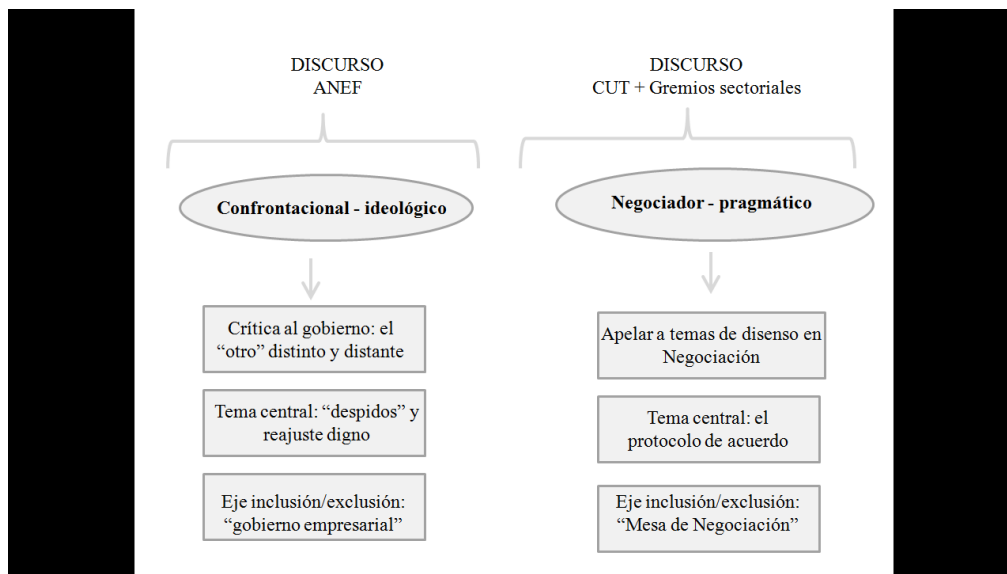 DISCURSO
ANEF
Confrontacional - ideológico
Crítica al gobierno: el
“otro” distinto y distante
Tema central: “despidos” y
reajuste digno
Eje inclusión/exclusión:
“gobierno empresarial”
DISCURSO
CUT + Gremios sectoriales
Negociador - pragmático
Apelar a temas de disenso en
Negociación
Tema central: el
protocolo de acuerdo
Eje inclusión/exclusión:
“Mesa de Negociación”